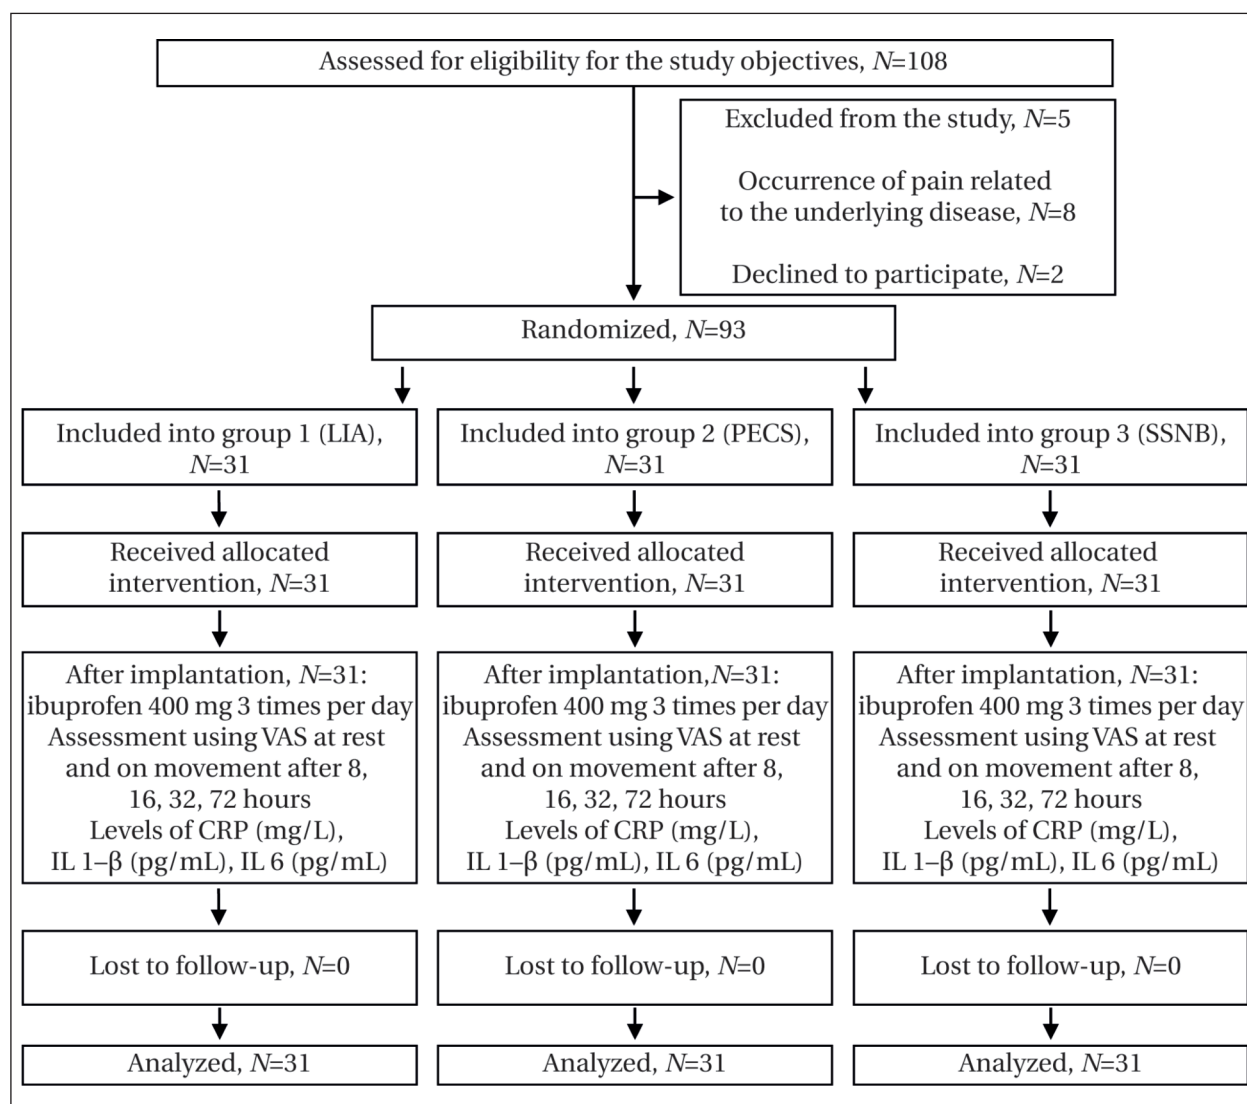 Assessed for eligibility for the study objectives, N=108
Excluded from the study, N=5
Occurrence of pain related
to the underlying disease, N=8
Declined to participate, N=2
Randomized, N=93
Included into group 1 (LIA),
N=31
Received allocated
intervention, N=31
After implantation, N=31:
ibuprofen 400 mg 3 times per day
Assessment using VAS at rest
and on movement after 8,
16, 32, 72 hours
Levels of CRP (mg/L),
IL 1–β (pg/mL), IL 6 (pg/mL)
Lost to follow-up, N=0
Analyzed, N=31
Included into group 2 (PECS),
N=31
Received allocated
intervention, N=31
After implantation,N=31:
ibuprofen 400 mg 3 times per day
Assessment using VAS at rest
and on movement after 8,
16, 32, 72 hours
Levels of CRP (mg/L),
IL 1–β (pg/mL), IL 6 (pg/mL)
Lost to follow-up, N=0
Analyzed, N=31
Included into group 3 (SSNB),
N=31
Received allocated
intervention, N=31
After implantation, N=31:
ibuprofen 400 mg 3 times per day
Assessment using VAS at rest
and on movement after 8,
16, 32, 72 hours
Levels of CRP (mg/L),
IL 1–β (pg/mL), IL 6 (pg/mL)
Lost to follow-up, N=0
Analyzed, N=31